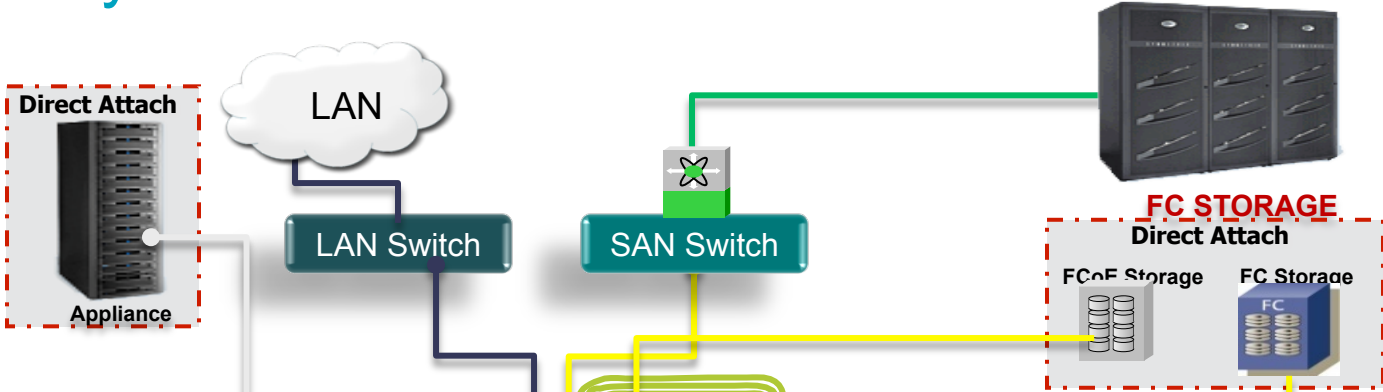 Direct Attach
LAN
FC STORAGE
LAN Switch
SAN Switch
Direct Attach
FCoE Storage
FC Storage
FC
Appliance